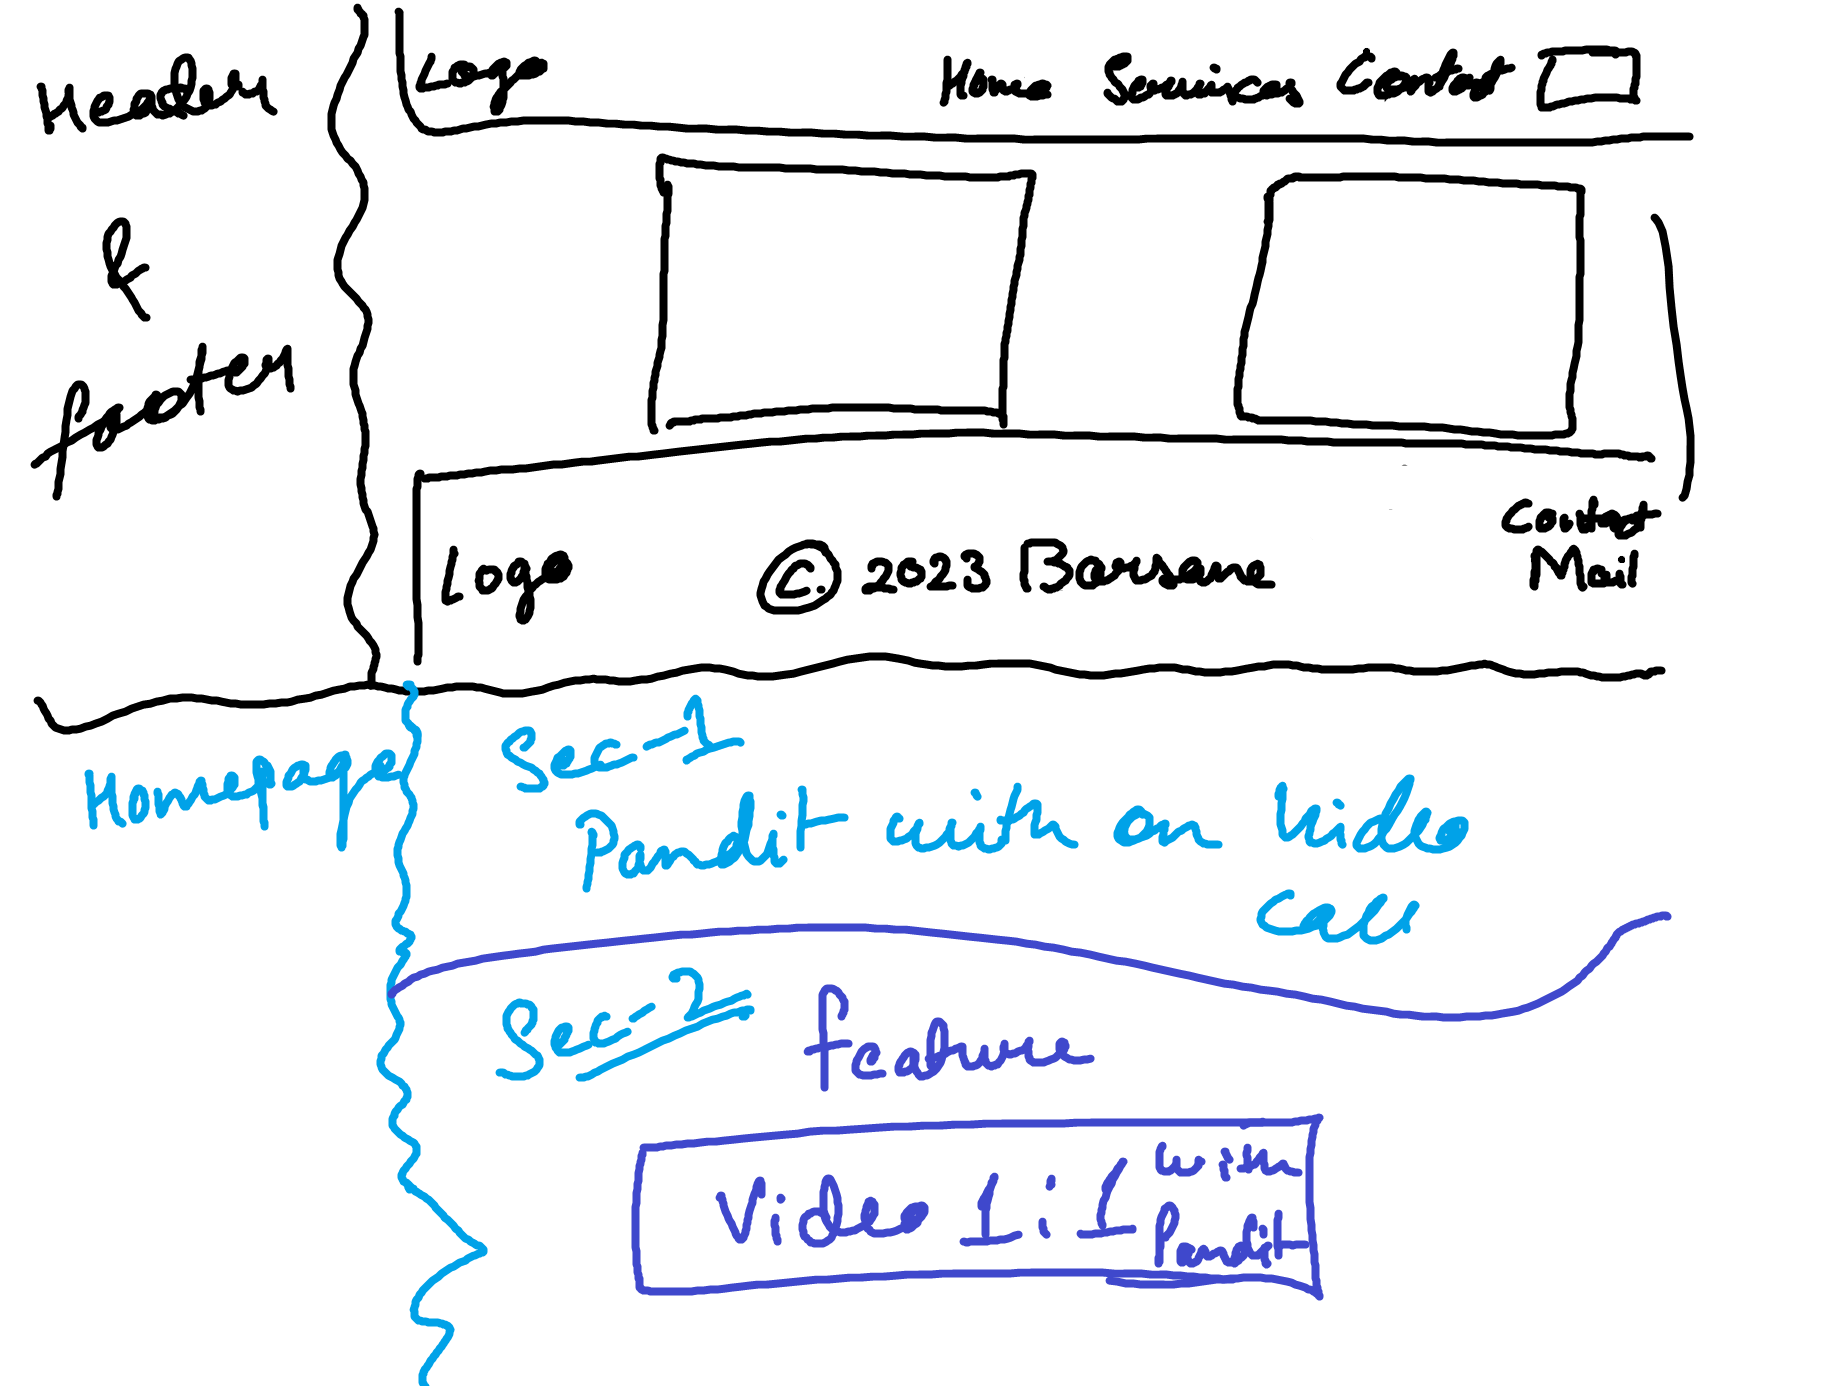 Header
&
footer
Logo Home Services Contact
Logo © 2023 Barsane Contact
Mail
Homepage
Sec-1
Pandit with on Video
Call
Sec-2 feature
Video 1:1 with
Pandit